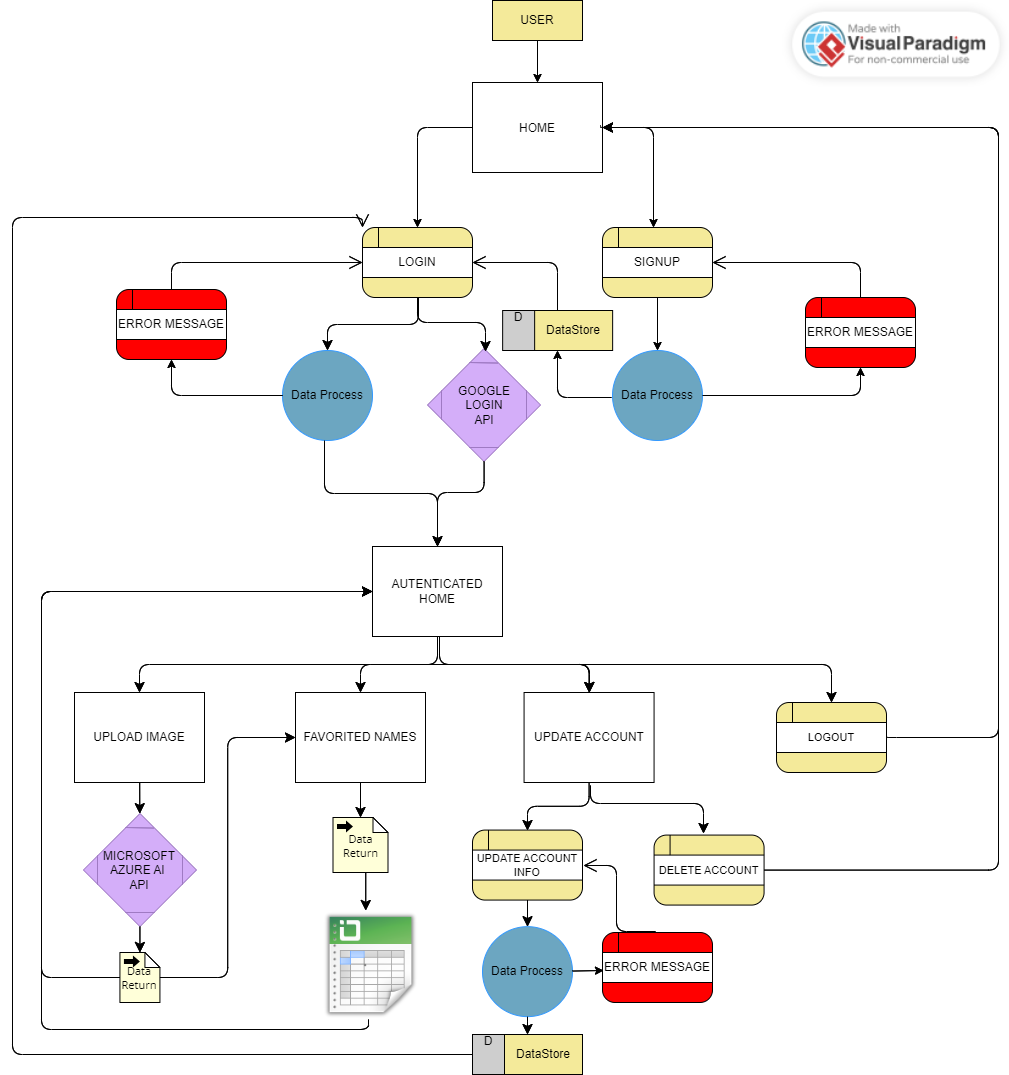 USER
Made with
Visual Paradigm
For non-commercial use
HOME
LOGIN
SIGNUP
ERROR MESSAGE
D
DataStore
ERROR MESSAGE
Data Process
GOOGLE
LOGIN
API
Data Process
AUTENTICATED
HOME
UPLOAD IMAGE
FAVORITED NAMES
UPDATE ACCOUNT
LOGOUT
MICROSOFT
AZURE AI
API
Data
Return
UPDATE ACCOUNT
INFO
DELETE ACCOUNT
Data
Return
Data Process
ERROR MESSAGE
D
DataStore